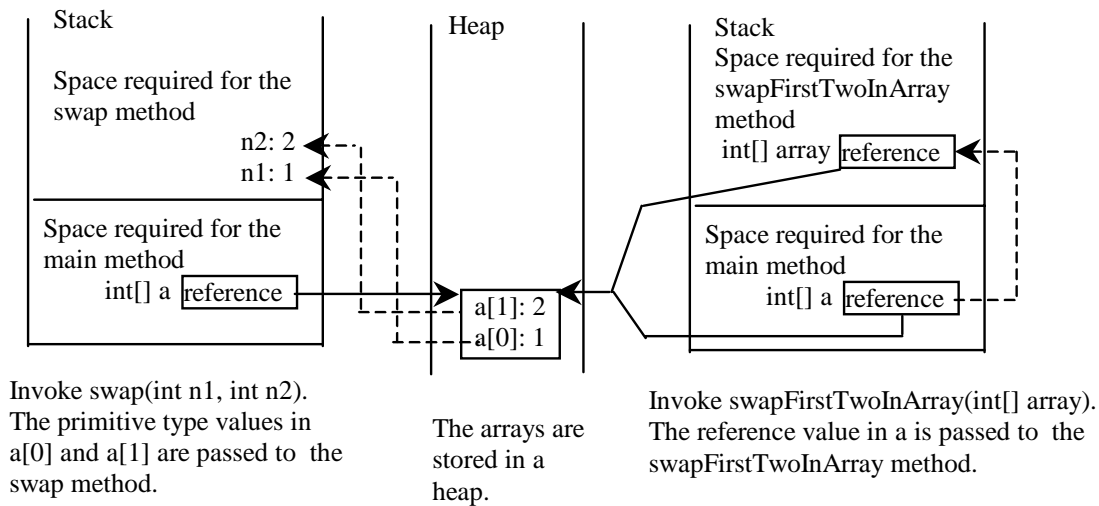 Stack
Space required for the
swap method
n2: 2
n1: 1
Space required for the
main method
int[] a reference
Invoke swap(int n1, int n2).
The primitive type values in
a[0] and a[1] are passed to the
swap method.
Heap
a[1]: 2
a[0]: 1
The arrays are
stored in a
heap.
Stack
Space required for the
swapFirstTwoInArray
method
int[] array reference
Space required for the
main method
int[] a reference
Invoke swapFirstTwoInArray(int[] array).
The reference value in a is passed to the
swapFirstTwoInArray method.